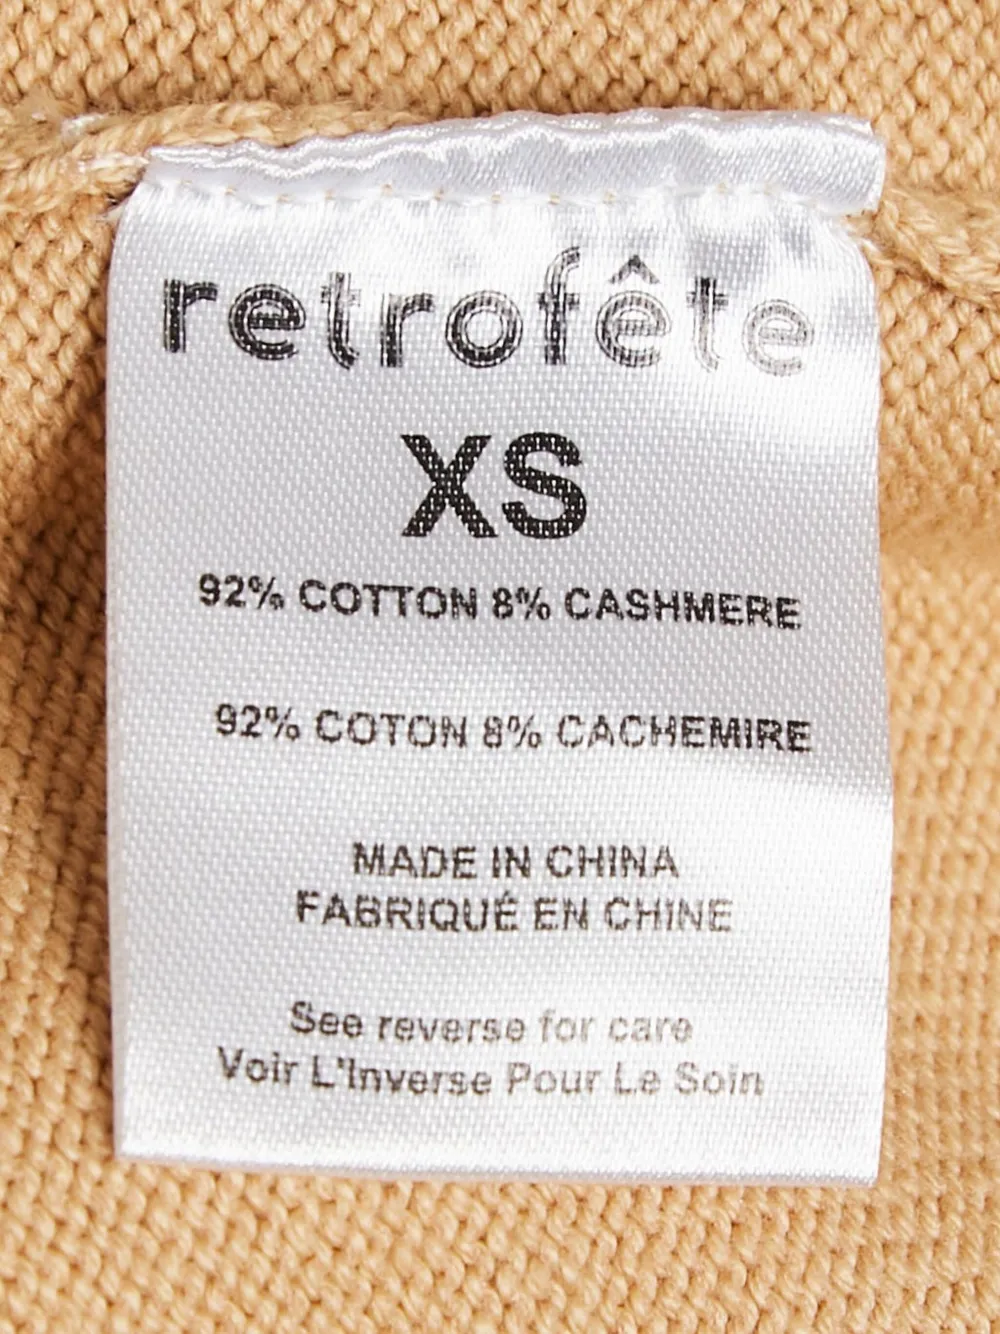 retrofête
XS
92% COTTON 8% CASHMERE
92% COTON 8% CACHEMIRE
MADE IN CHINA
FABRIQUÉ EN CHINE
See reverse for care
Voir L'Inverse Pour Le Soin